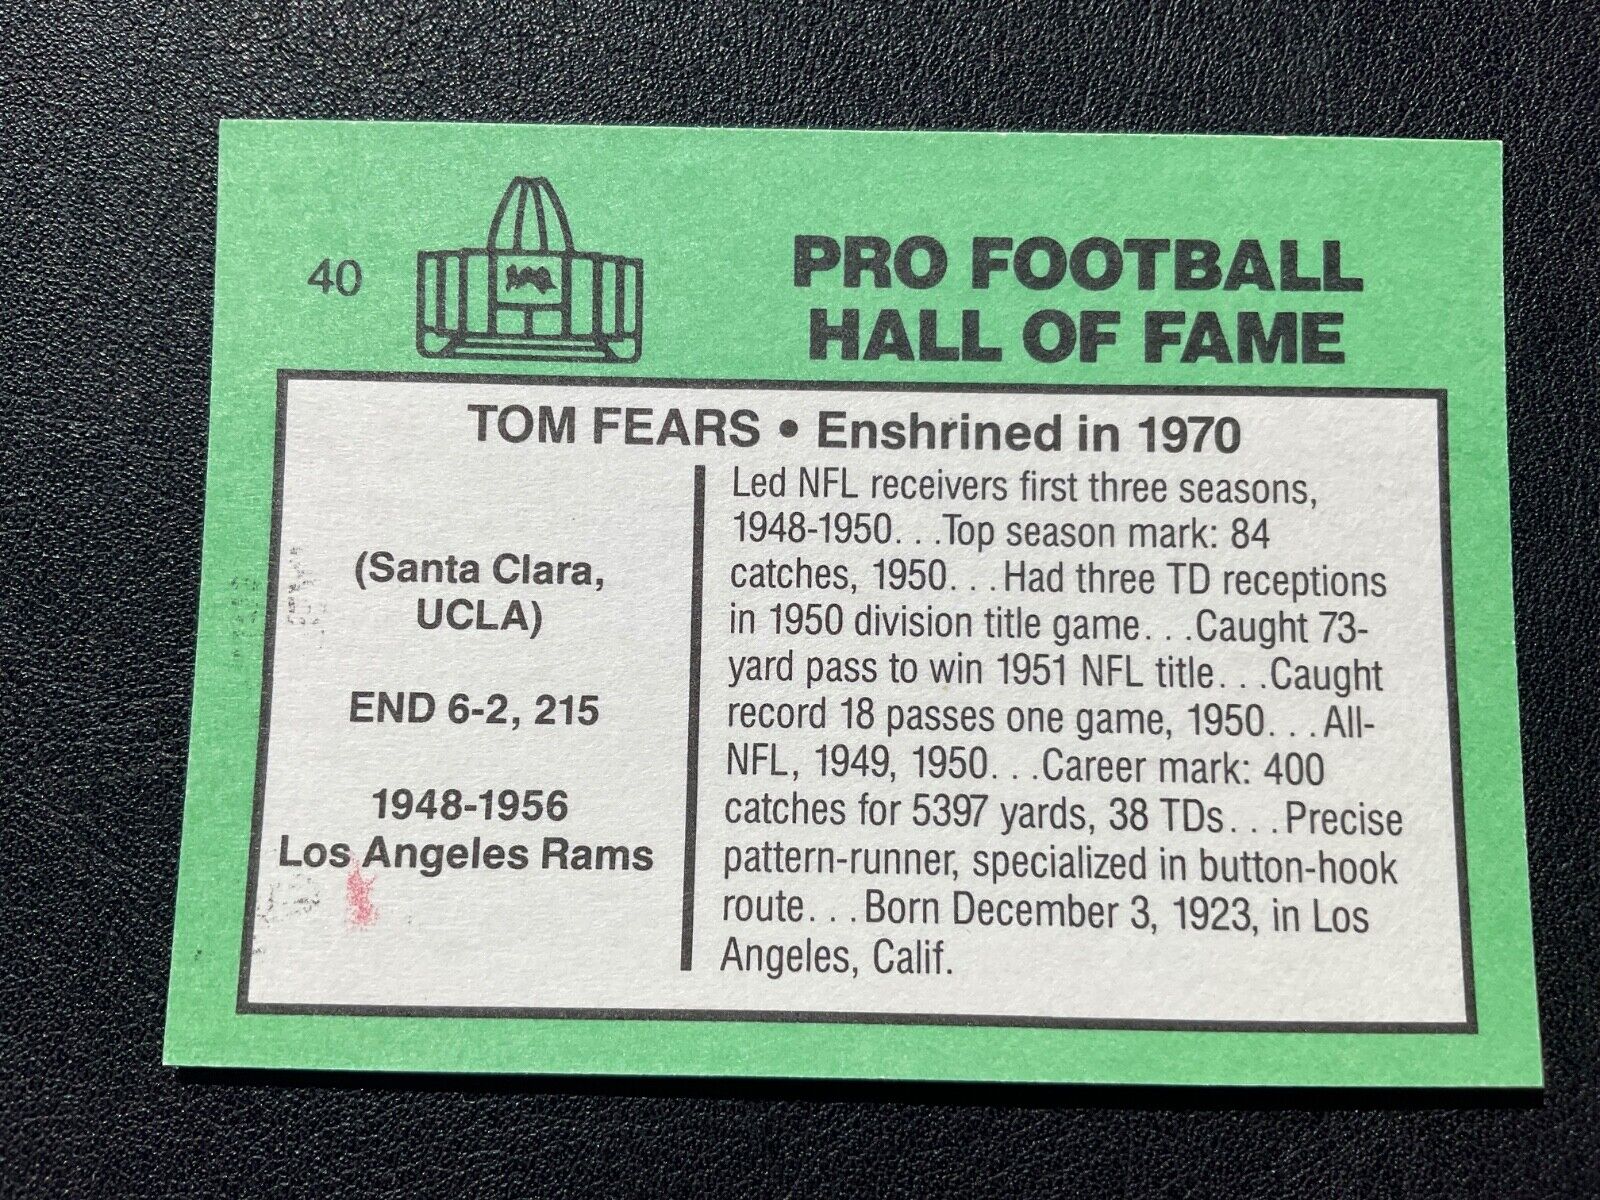 40
PRO FOOTBALL
HALL OF FAME
TOM FEARS • Enshrined in 1970
(Santa Clara,
UCLA)
END 6-2, 215
1948-1956
Los Angeles Rams
Led NFL receivers first three seasons,
1948-1950. . .Top season mark: 84
catches, 1950. . .Had three TD receptions
in 1950 division title game. . .Caught 73-
yard pass to win 1951 NFL title. . .Caught
record 18 passes one game, 1950. . .All-
NFL, 1949, 1950. . .Career mark: 400
catches for 5397 yards, 38 TDs. . .Precise
pattern-runner, specialized in button-hook
route. . .Born December 3, 1923, in Los
Angeles, Calif.